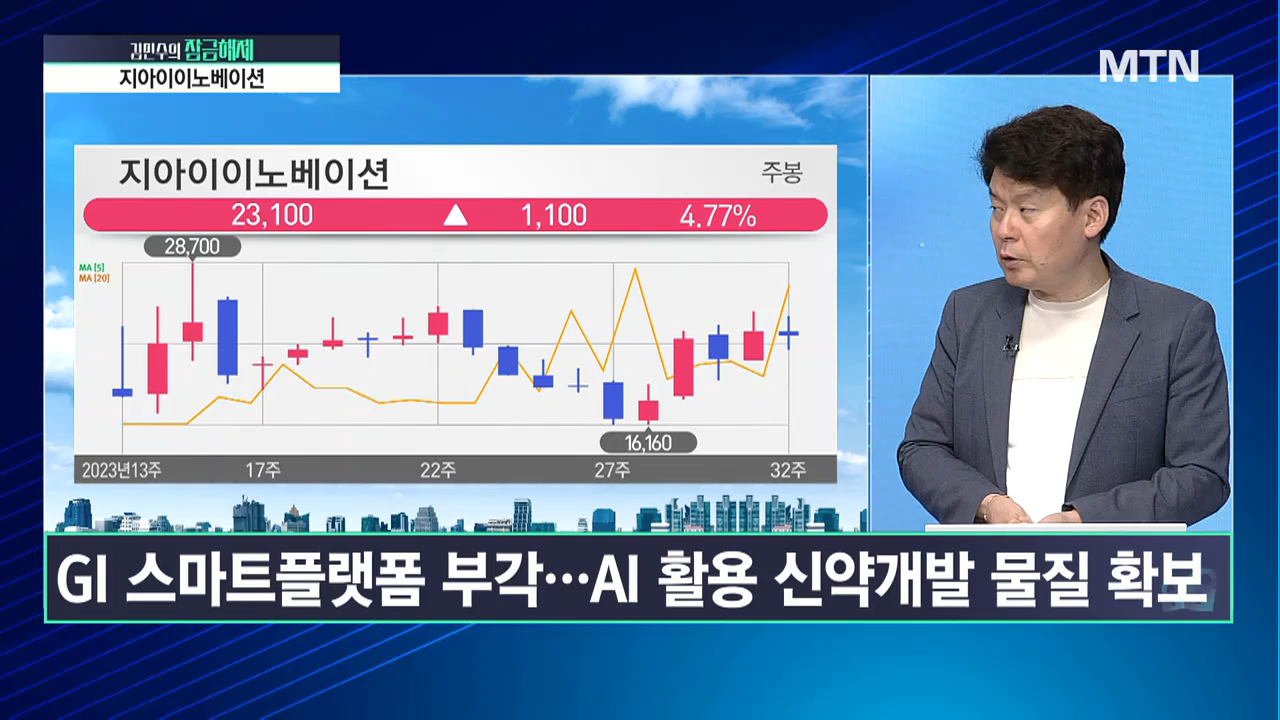 김민수의 잠금해제
지아이이노베이션
MTN
지아이이노베이션
주봉
23,100 ▲ 1,100 4.77%
28,700
MA [5]
MA [20]
16,160
2023년13주 17주 22주 27주 32주
GI 스마트플랫폼 부각…AI 활용 신약개발 물질 확보